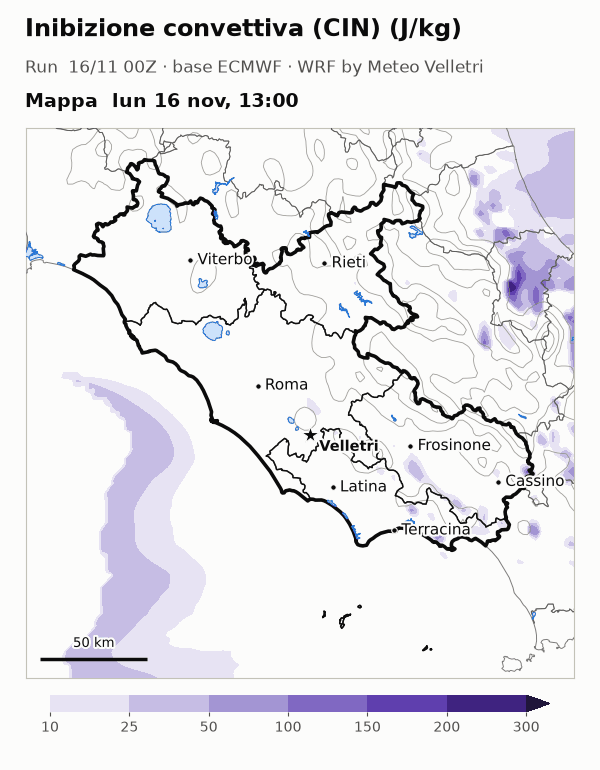 Inibizione convettiva (CIN) (J/kg)
Run 16/11 00Z · base ECMWF · WRF by Meteo Velletri
Mappa lun 16 nov, 13:00
Viterbo
Rieti
Roma
Velletri
Frosinone
Cassino
Latina
Terracina
50 km
10 25 50 100 150 200 300